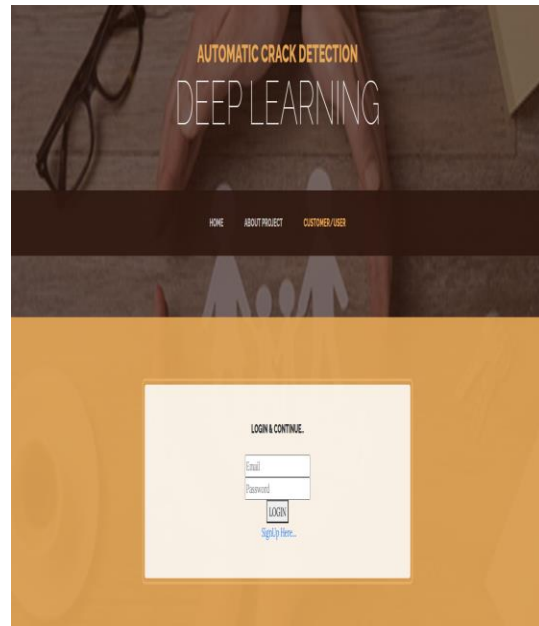 AUTOMATIC CRACK DETECTION
DEEP LEARNING
HOME ABOUT PROJECT CUSTOMER/USER
LOGIN & CONTINUE..
Email
Password
LOGIN
SignUp Here...